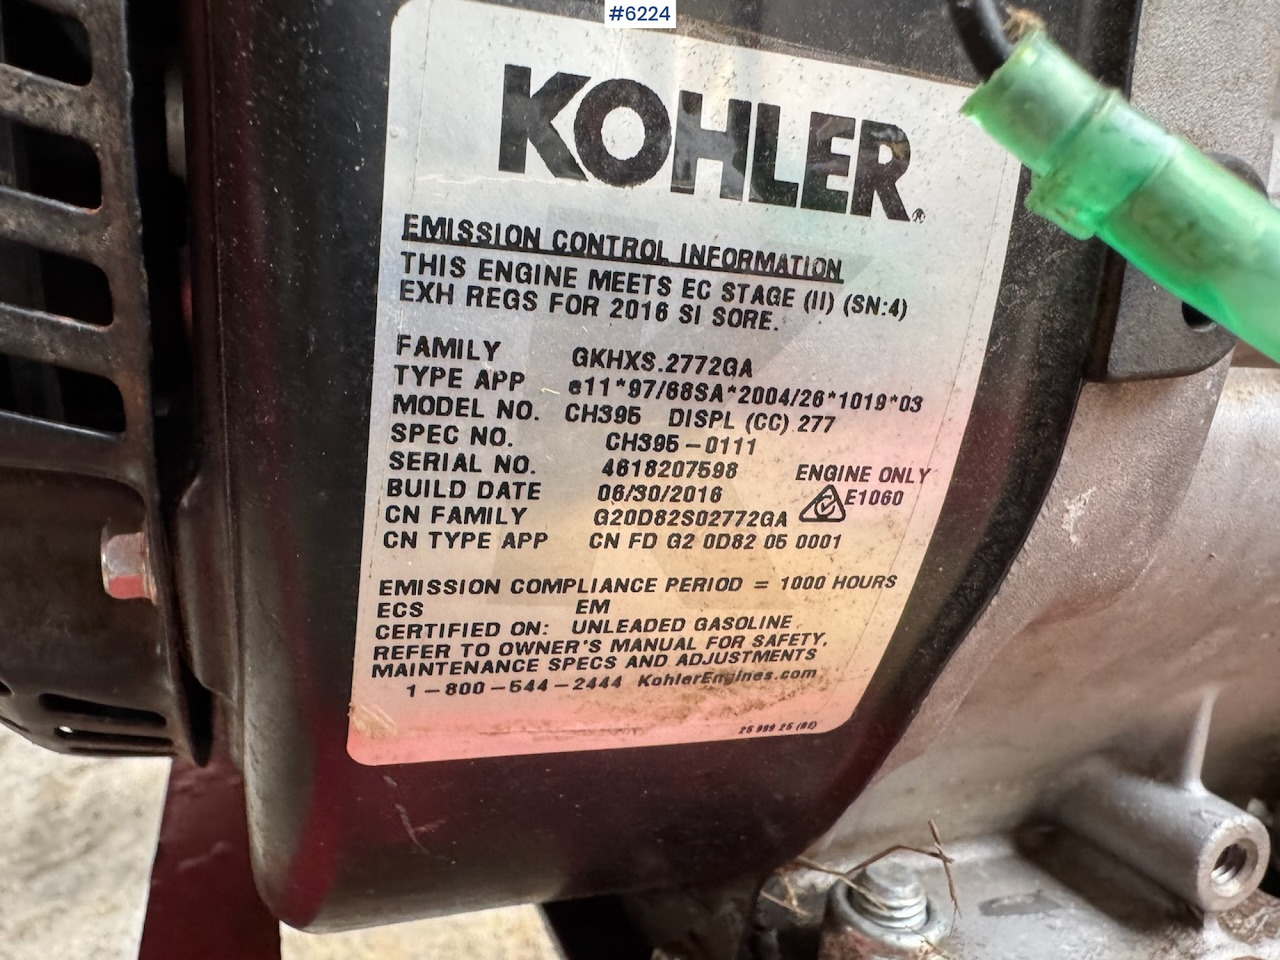 #6224
KOHLER®
EMISSION CONTROL INFORMATION
THIS ENGINE MEETS EC STAGE (II) (SN:4)
EXH REGS FOR 2016 SI SORE.
FAMILY GKHXS.2772GA
TYPE APP e11*97/68SA*2004/26*1019*03
MODEL NO. CH395 DISPL (CC) 277
SPEC NO. CH395-0111
SERIAL NO. 4618207598 ENGINE ONLY
BUILD DATE 06/30/2016 E1060
CN FAMILY G20D82S02772GA
CN TYPE APP CN FD G2 0D82 05 0001
EMISSION COMPLIANCE PERIOD = 1000 HOURS
ECS EM
CERTIFIED ON: UNLEADED GASOLINE
REFER TO OWNER'S MANUAL FOR SAFETY,
MAINTENANCE SPECS AND ADJUSTMENTS
1-800-544-2444 KohlerEngines.com